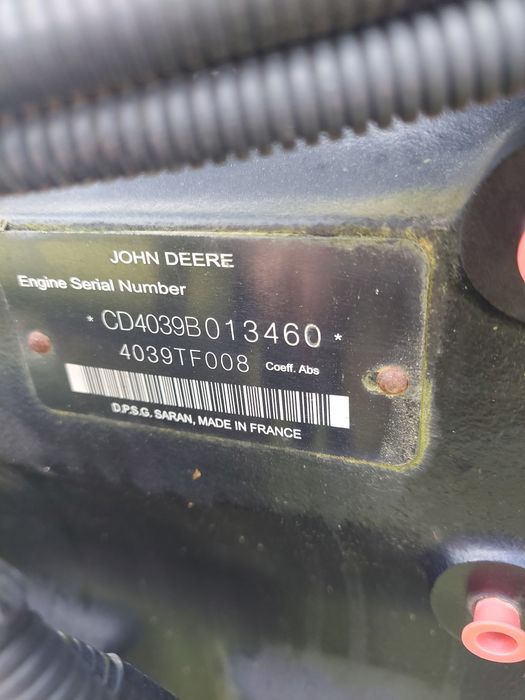 JOHN DEERE
Engine Serial Number
* CD4039B013460 *
4039TF008 Coeff. Abs
D.P.S.G. SARAN, MADE IN FRANCE